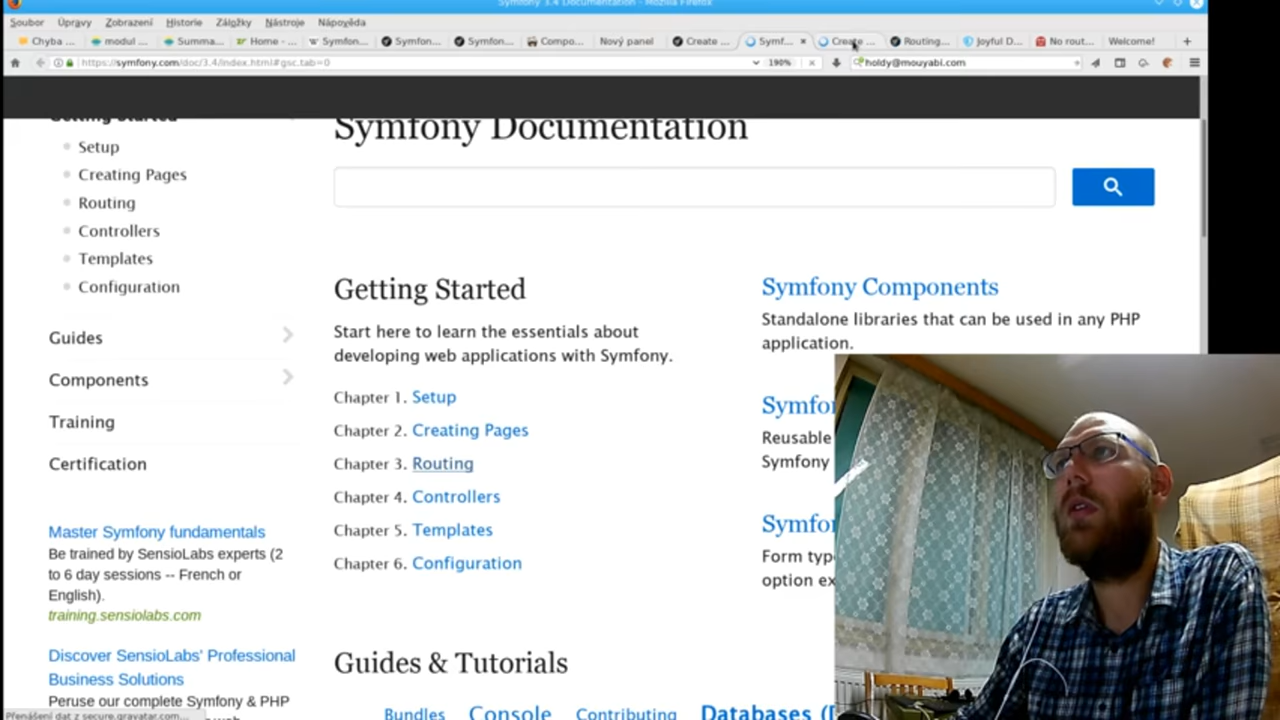 Symfony 3.4 Documentation - Mozilla Firefox
Soubor Úpravy Zobrazení Historie Záložky Nástroje Nápověda
Chyba ... modul ... Summa... Home - ... Symfon... Symfon... Symfon... Compo... Nový panel Create ... Symf... Create ... Routing... Joyful D... No rout... Welcome!
https://symfony.com/doc/3.4/index.html#gsc.tab=0 190% holdy@mouyabi.com
Getting Started
Setup
Creating Pages
Routing
Controllers
Templates
Configuration
Guides
Components
Training
Certification
Master Symfony fundamentals
Be trained by SensioLabs experts (2
to 6 day sessions -- French or
English).
training.sensiolabs.com
Discover SensioLabs' Professional
Business Solutions
Peruse our complete Symfony & PHP
Přenášení dat z secure.gravatar.com...
Symfony Documentation
Getting Started
Start here to learn the essentials about
developing web applications with Symfony.
Chapter 1. Setup
Chapter 2. Creating Pages
Chapter 3. Routing
Chapter 4. Controllers
Chapter 5. Templates
Chapter 6. Configuration
Symfony Components
Standalone libraries that can be used in any PHP
application.
Symfo
Reusable
Symfony
Symfo
Form typ
option ex
Guides & Tutorials
Bundles Console Contributing Databases (